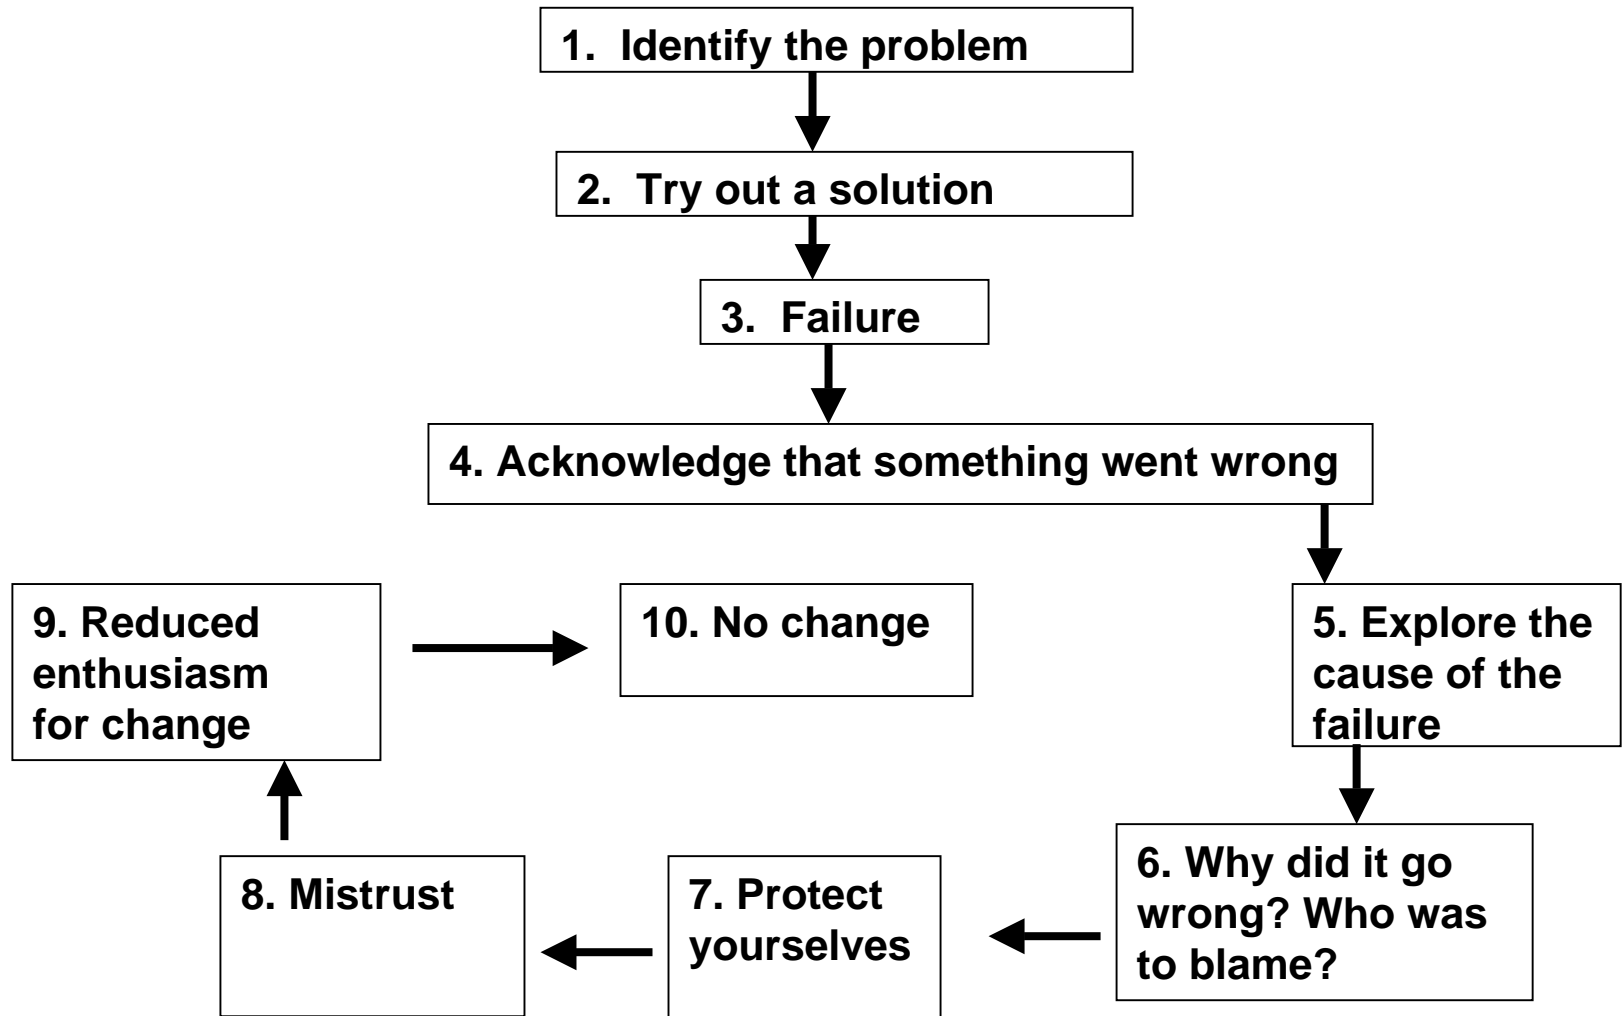 1.  Identify the problem
2.  Try out a solution
3.  Failure
4. Acknowledge that something went wrong
5. Explore the
cause of the
failure
6. Why did it go
wrong? Who was
to blame?
7. Protect
yourselves
8. Mistrust
9. Reduced
enthusiasm
for change
10. No change